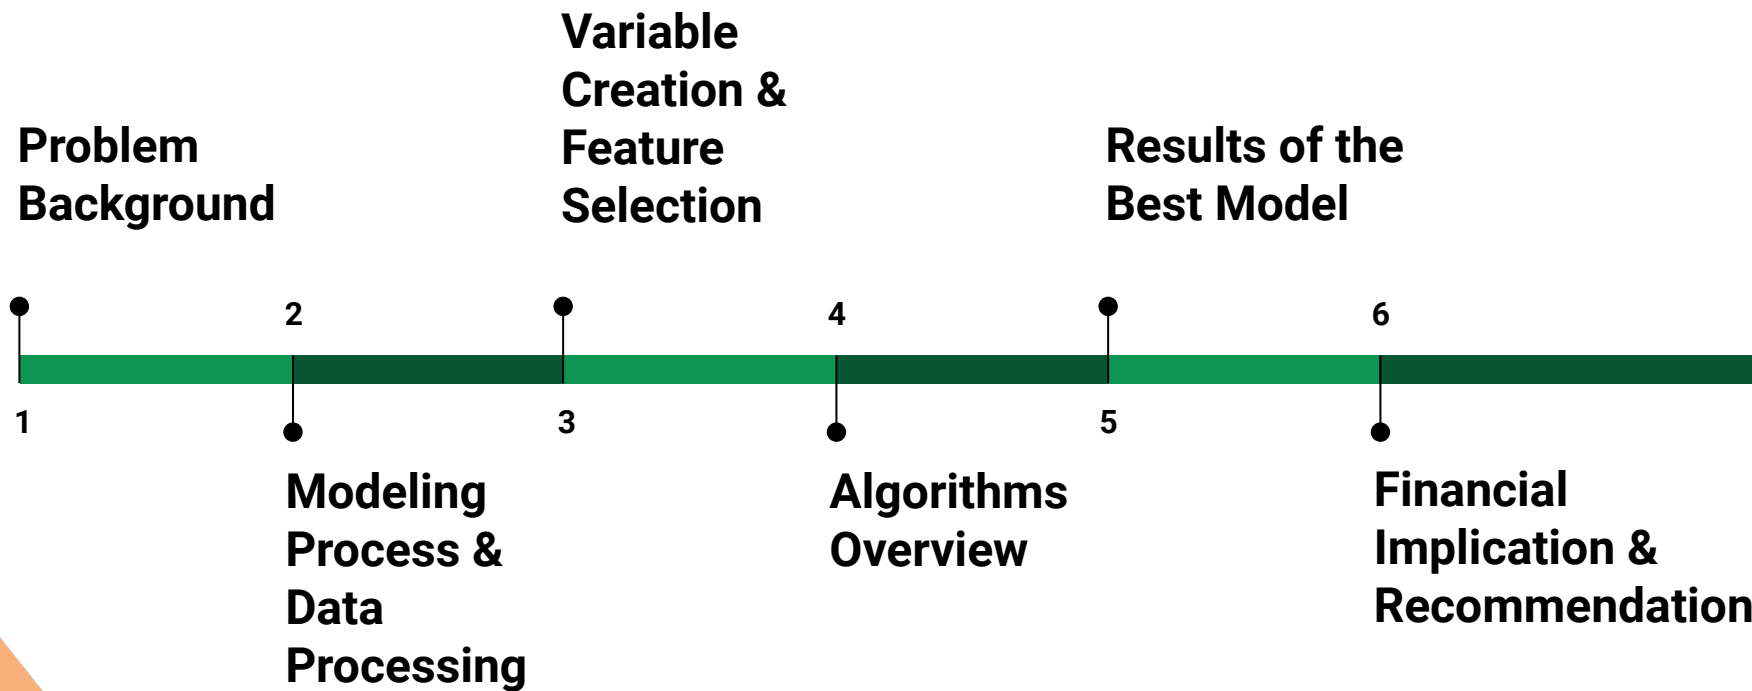 Problem
Background
1
2
Modeling
Process &
Data
Processing
Variable
Creation &
Feature
Selection
3
4
Algorithms
Overview
Results of the
Best Model
5
6
Financial
Implication &
Recommendation